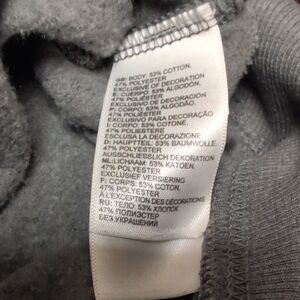 GB: BODY: 53% COTTON.
47% POLYESTER
EXCLUSIVE OF DECORATION
E: CUERPO: 53% ALGODÓN.
47% POLIÉSTER
EXCLUSIVO DE DECORACIÓN
P: CORPO: 53% ALGODÃO.
47% POLIÉSTER
EXCLUSIVO PARA DECORAÇÃO
I: CORPO: 53% COTONE.
47% POLIESTERE
ESCLUSA LA DECORAZIONE
D: HAUPTTEIL: 53% BAUMWOLLE.
47% POLYESTER
AUSSCHLIESSLICH DEKORATION
NL: LICHAAM: 53% KATOEN.
47% POLYESTER
EXCLUSIEF VERSIERING
F: CORPS: 53% COTON.
47% POLYESTER
À L'EXCEPTION DES DÉCORATIONS
RU: ТЕЛО: 53% ХЛОПОК
47% ПОЛИЭСТЕР
БЕЗ УКРАШЕНИЙ